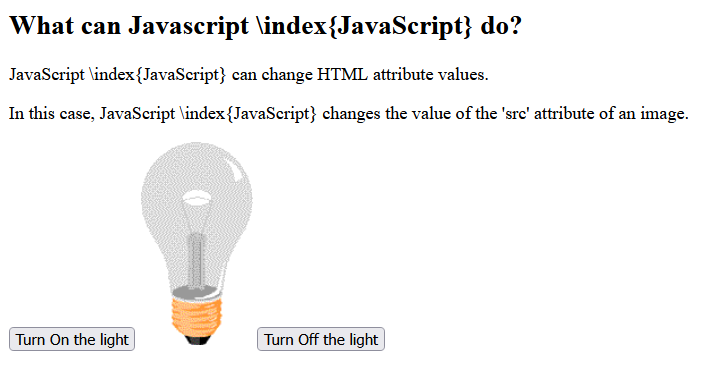 What can Javascript \index{JavaScript} do?
JavaScript \index{JavaScript} can change HTML attribute values.
In this case, JavaScript \index{JavaScript} changes the value of the 'src' attribute of an image.
Turn On the light
Turn Off the light